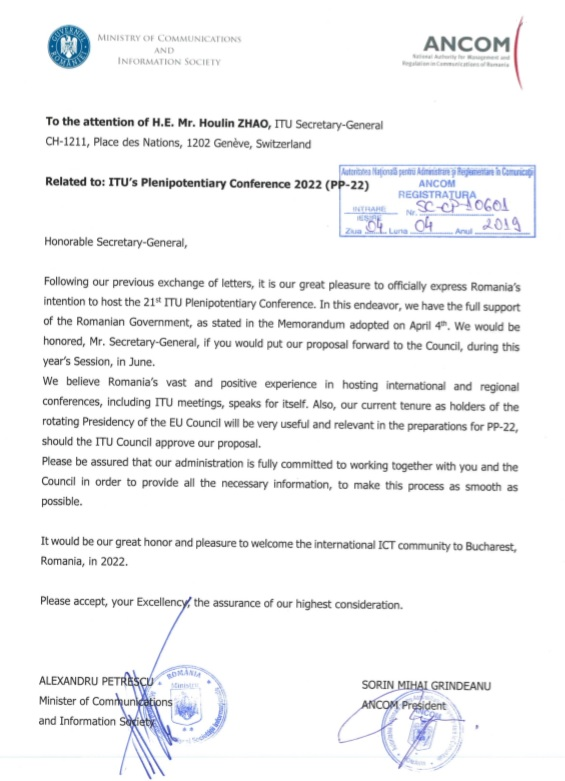 GUVERNUL ROMÂNIEI
MINISTRY OF COMMUNICATIONS
AND
INFORMATION SOCIETY
ANCOM
National Authority for Management and
Regulation in Communications of Romania
To the attention of H.E. Mr. Houlin ZHAO, ITU Secretary-General
CH-1211, Place des Nations, 1202 Genève, Switzerland
Related to: ITU's Plenipotentiary Conference 2022 (PP-22)
Autoritatea Naţională pentru Administrare şi Reglementare în Comunicaţii
ANCOM
REGISTRATURA
INTRARE
IEŞIRE
Nr. SC-CP-10601
Ziua 04 Luna 04 Anul 2019
Honorable Secretary-General,
Following our previous exchange of letters, it is our great pleasure to officially express Romania's
intention to host the 21st ITU Plenipotentiary Conference. In this endeavor, we have the full support
of the Romanian Government, as stated in the Memorandum adopted on April 4th. We would be
honored, Mr. Secretary-General, if you would put our proposal forward to the Council, during this
year's Session, in June.
We believe Romania's vast and positive experience in hosting international and regional
conferences, including ITU meetings, speaks for itself. Also, our current tenure as holders of the
rotating Presidency of the EU Council will be very useful and relevant in the preparations for PP-22,
should the ITU Council approve our proposal.
Please be assured that our administration is fully committed to working together with you and the
Council in order to provide all the necessary information, to make this process as smooth as
possible.
It would be our great honor and pleasure to welcome the international ICT community to Bucharest,
Romania, in 2022.
Please accept, your Excellency, the assurance of our highest consideration.
ALEXANDRU PETRESCU
Minister of Communications
and Information Society
ROMÂNIA
SORIN MIHAI GRINDEANU
ANCOM President
ANCOM